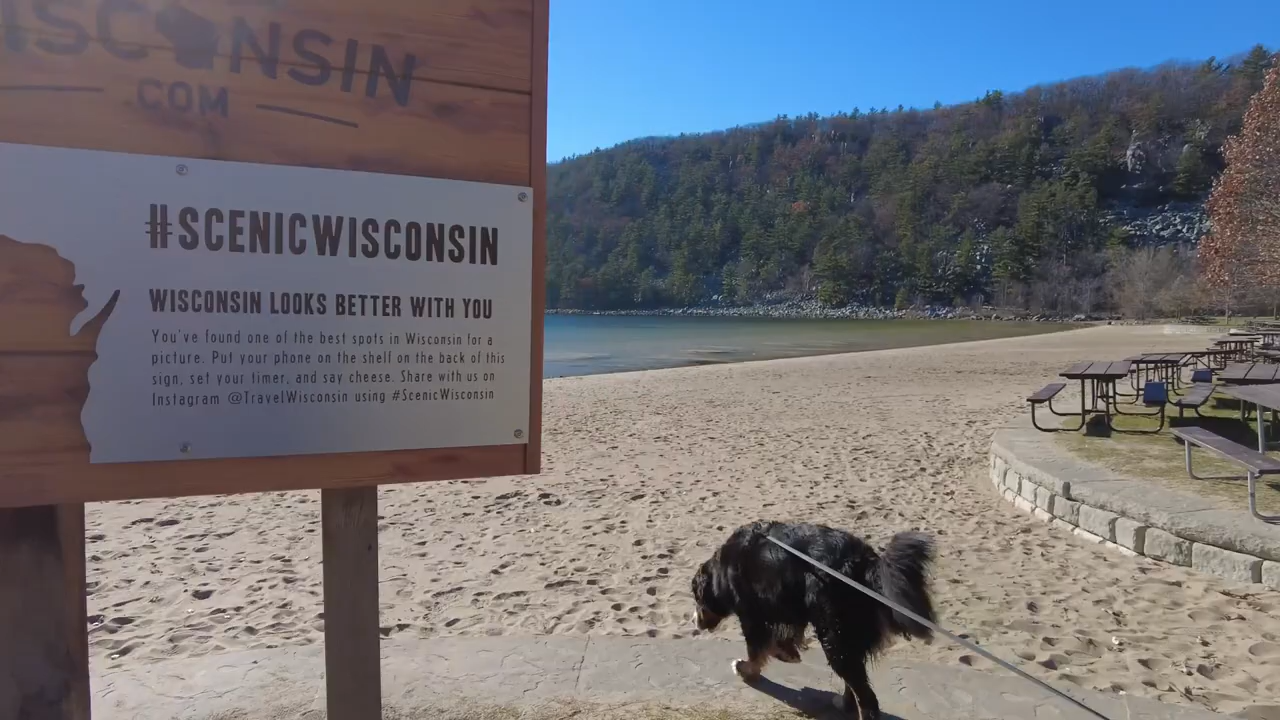 WISCONSIN
COM
#SCENICWISCONSIN
WISCONSIN LOOKS BETTER WITH YOU
You've found one of the best spots in Wisconsin for a
picture. Put your phone on the shelf on the back of this
sign, set your timer, and say cheese. Share with us on
Instagram @TravelWisconsin using #ScenicWisconsin